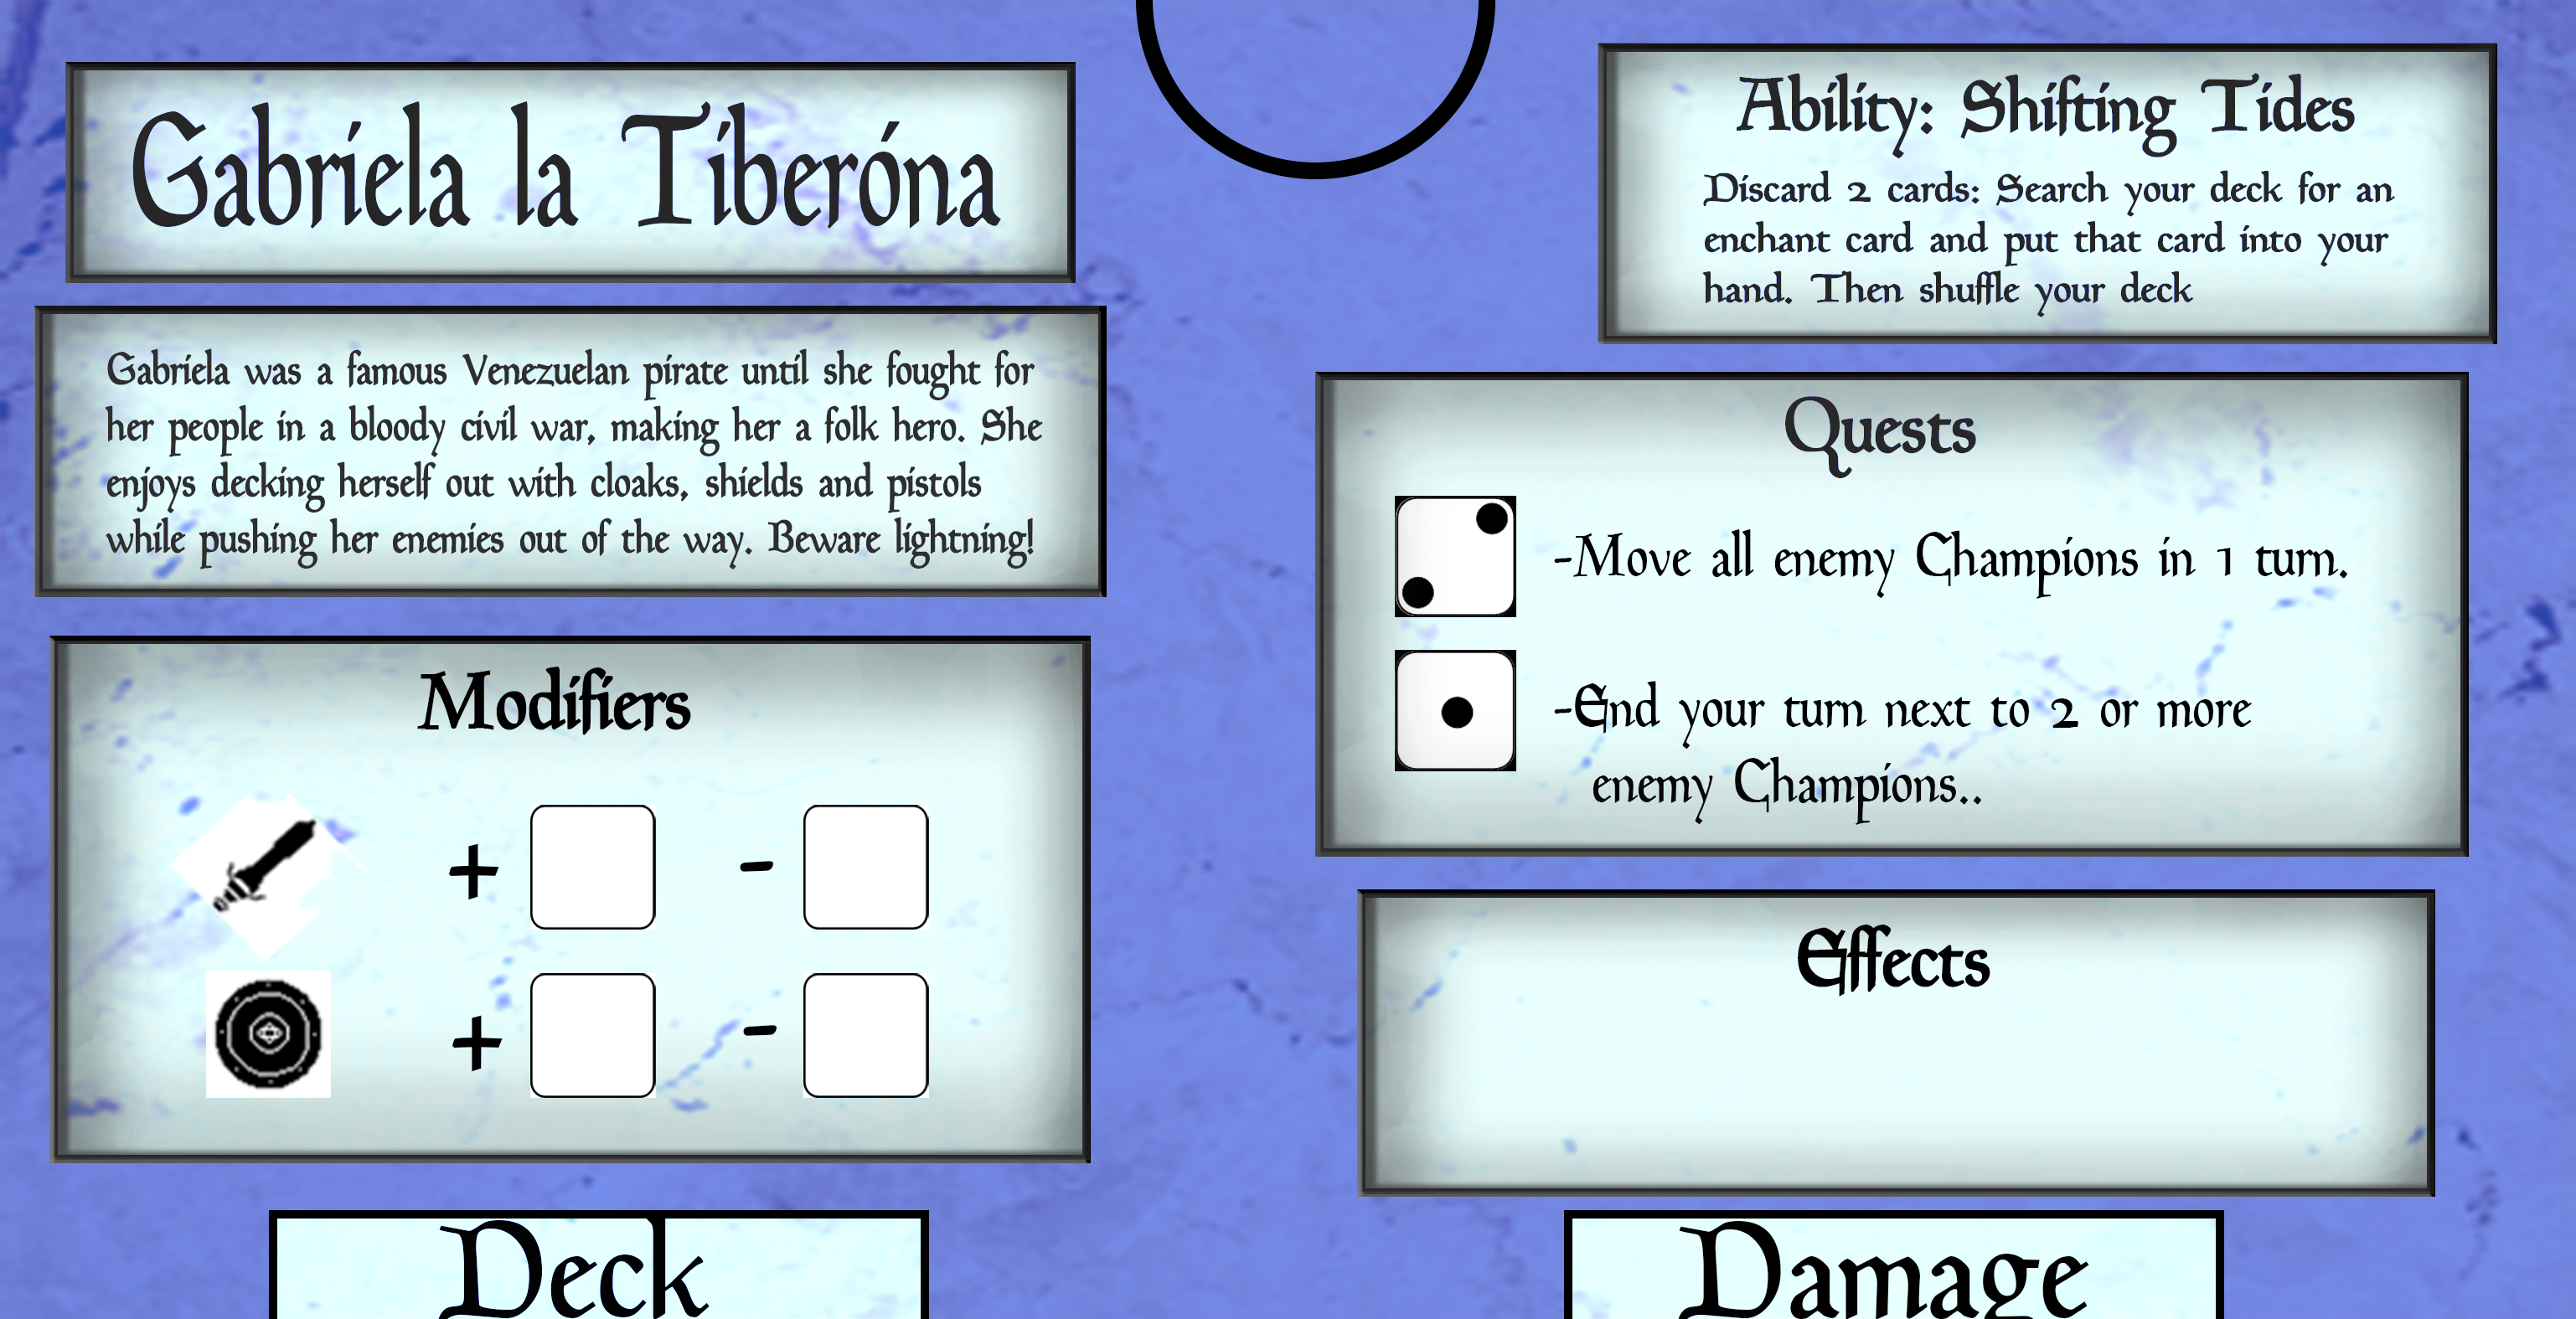 Gabriela la Tiberóna
Gabriela was a famous Venezuelan pirate until she fought for
her people in a bloody civil war, making her a folk hero. She
enjoys decking herself out with cloaks, shields and pistols
while pushing her enemies out of the way. Beware lightning!
Modifiers
+ -
+ -
Deck
Ability: Shifting Tides
Discard 2 cards: Search your deck for an
enchant card and put that card into your
hand. Then shuffle your deck
Quests
-Move all enemy Champions in 1 turn.
-End your turn next to 2 or more
enemy Champions..
Effects
Damage